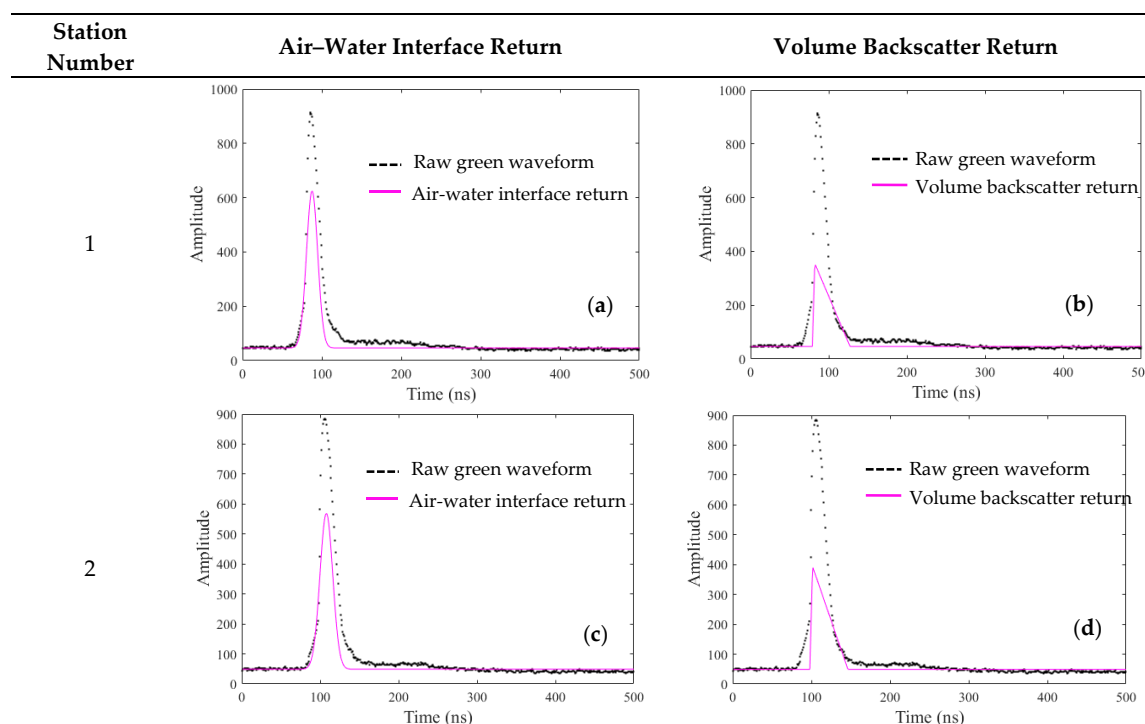 Station Number
Air–Water Interface Return
Volume Backscatter Return
1
1000
800
600
400
200
0
Amplitude
Raw green waveform
Air-water interface return
(a)
0 100 200 300 400 500
Time (ns)
1000
800
600
400
200
0
Amplitude
Raw green waveform
Volume backscatter return
(b)
0 100 200 300 400 50
Time (ns)
2
900
800
700
600
500
400
300
200
100
0
Amplitude
Raw green waveform
Air-water interface return
(c)
0 100 200 300 400 500
Time (ns)
900
800
700
600
500
400
300
200
100
0
Amplitude
Raw green waveform
Volume backscatter return
(d)
0 100 200 300 400 500
Time (ns)